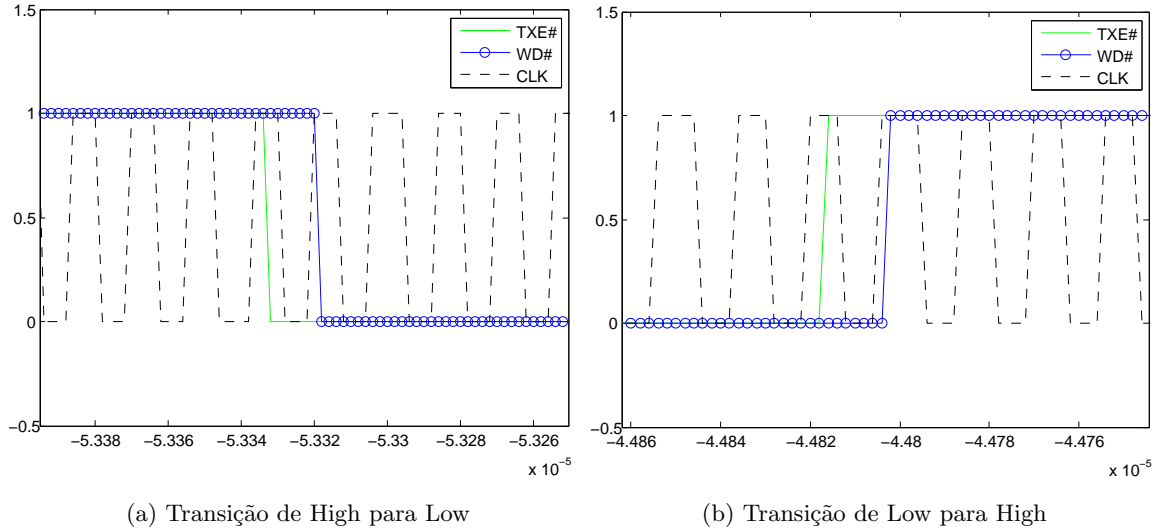 1.5
1
0.5
0
−0.5
TXE#
WD#
CLK
−5.338 −5.336 −5.334 −5.332 −5.33 −5.328 −5.326
x 10⁻⁵
(a) Transição de High para Low
1.5
1
0.5
0
−0.5
TXE#
WD#
CLK
−4.486 −4.484 −4.482 −4.48 −4.478 −4.476
x 10⁻⁵
(b) Transição de Low para High